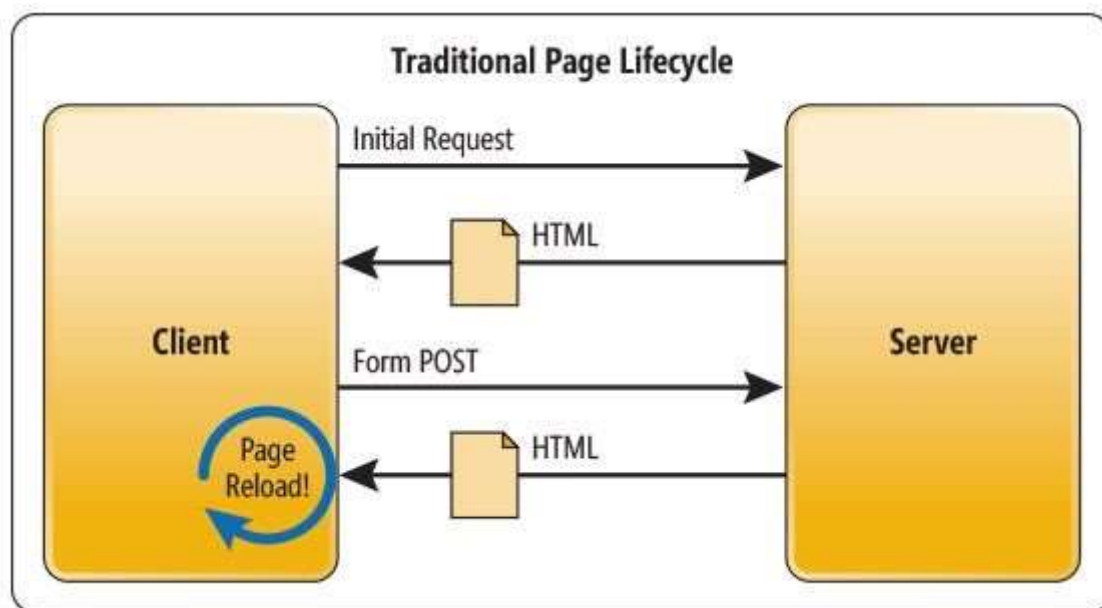 Traditional Page Lifecycle
Initial Request
HTML
Client
Server
Form POST
HTML
Page
Reload!